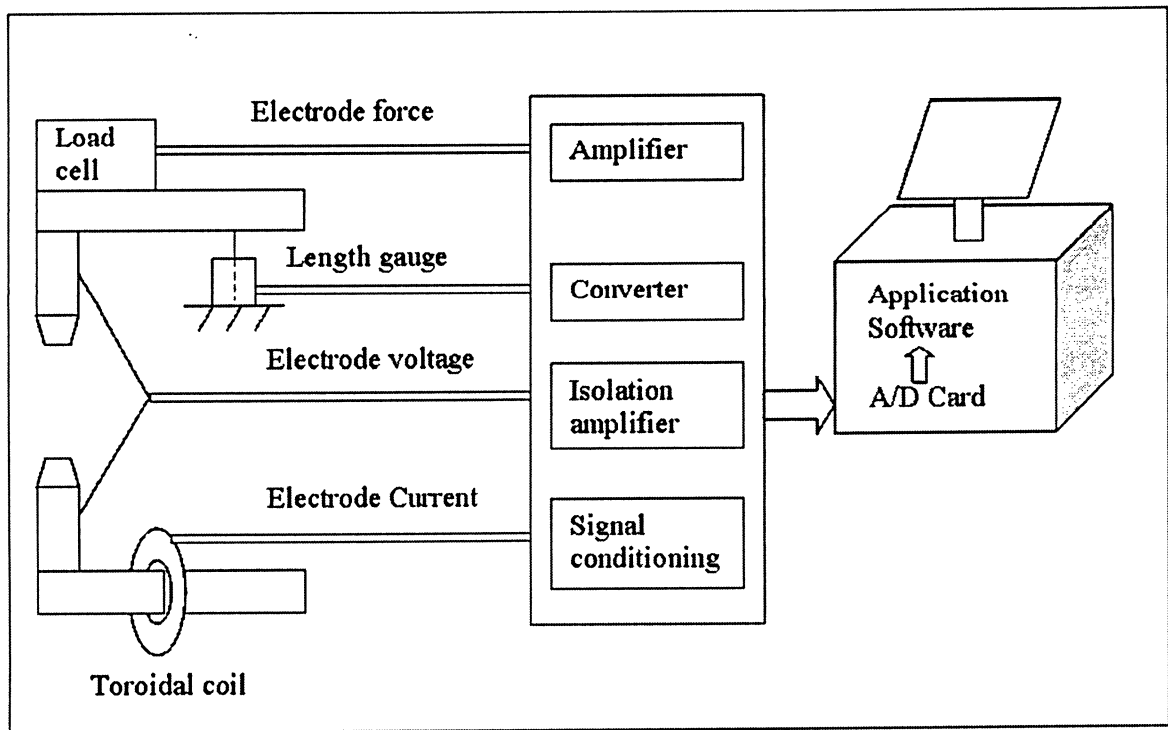 Electrode force
Load
cell
Amplifier
Length gauge
Converter
Application
Software
A/D Card
Electrode voltage
Isolation
amplifier
Electrode Current
Signal
conditioning
Toroidal coil